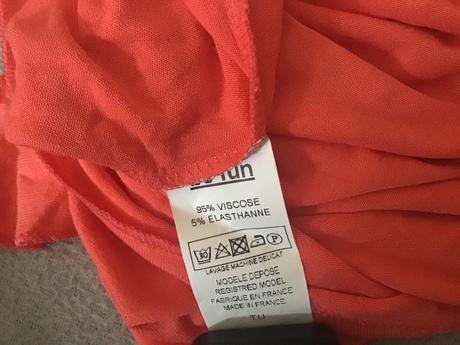 fun
95% VISCOSE
5% ELASTHANNE
30 P
LAVAGE MACHINE DELICAT
MODELE DEPOSE
REGISTRED MODEL
FABRIQUE EN FRANCE
MADE IN FRANCE
TU